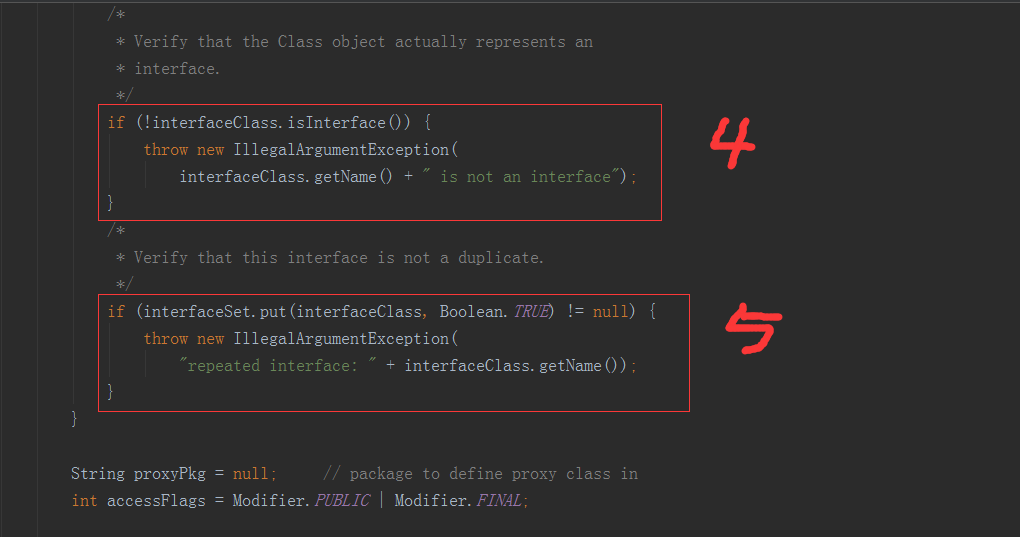 /*
* Verify that the Class object actually represents an
* interface.
*/
if (!interfaceClass.isInterface()) {
throw new IllegalArgumentException(
interfaceClass.getName() + " is not an interface");
}
4
/*
* Verify that this interface is not a duplicate.
*/
if (interfaceSet.put(interfaceClass, Boolean.TRUE) != null) {
throw new IllegalArgumentException(
"repeated interface: " + interfaceClass.getName());
}
5
}
String proxyPkg = null;     // package to define proxy class in
int accessFlags = Modifier.PUBLIC | Modifier.FINAL;